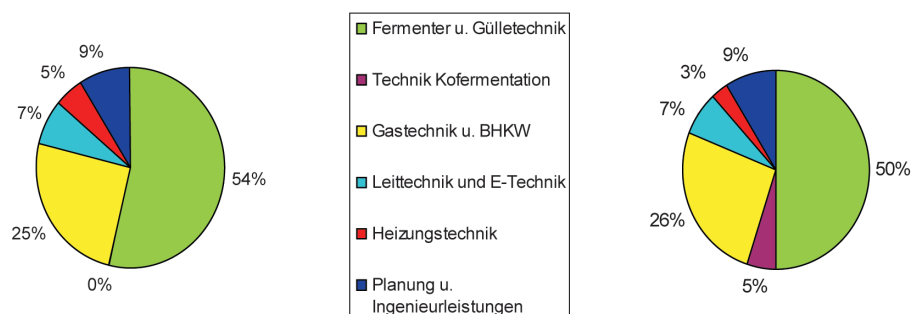 9%
5%
7%
54%
25%
0%
Fermenter u. Gülletechnik
Technik Kofermentation
Gastechnik u. BHKW
Leittechnik und E-Technik
Heizungstechnik
Planung u.
Ingenieurleistungen
9%
3%
7%
50%
26%
5%